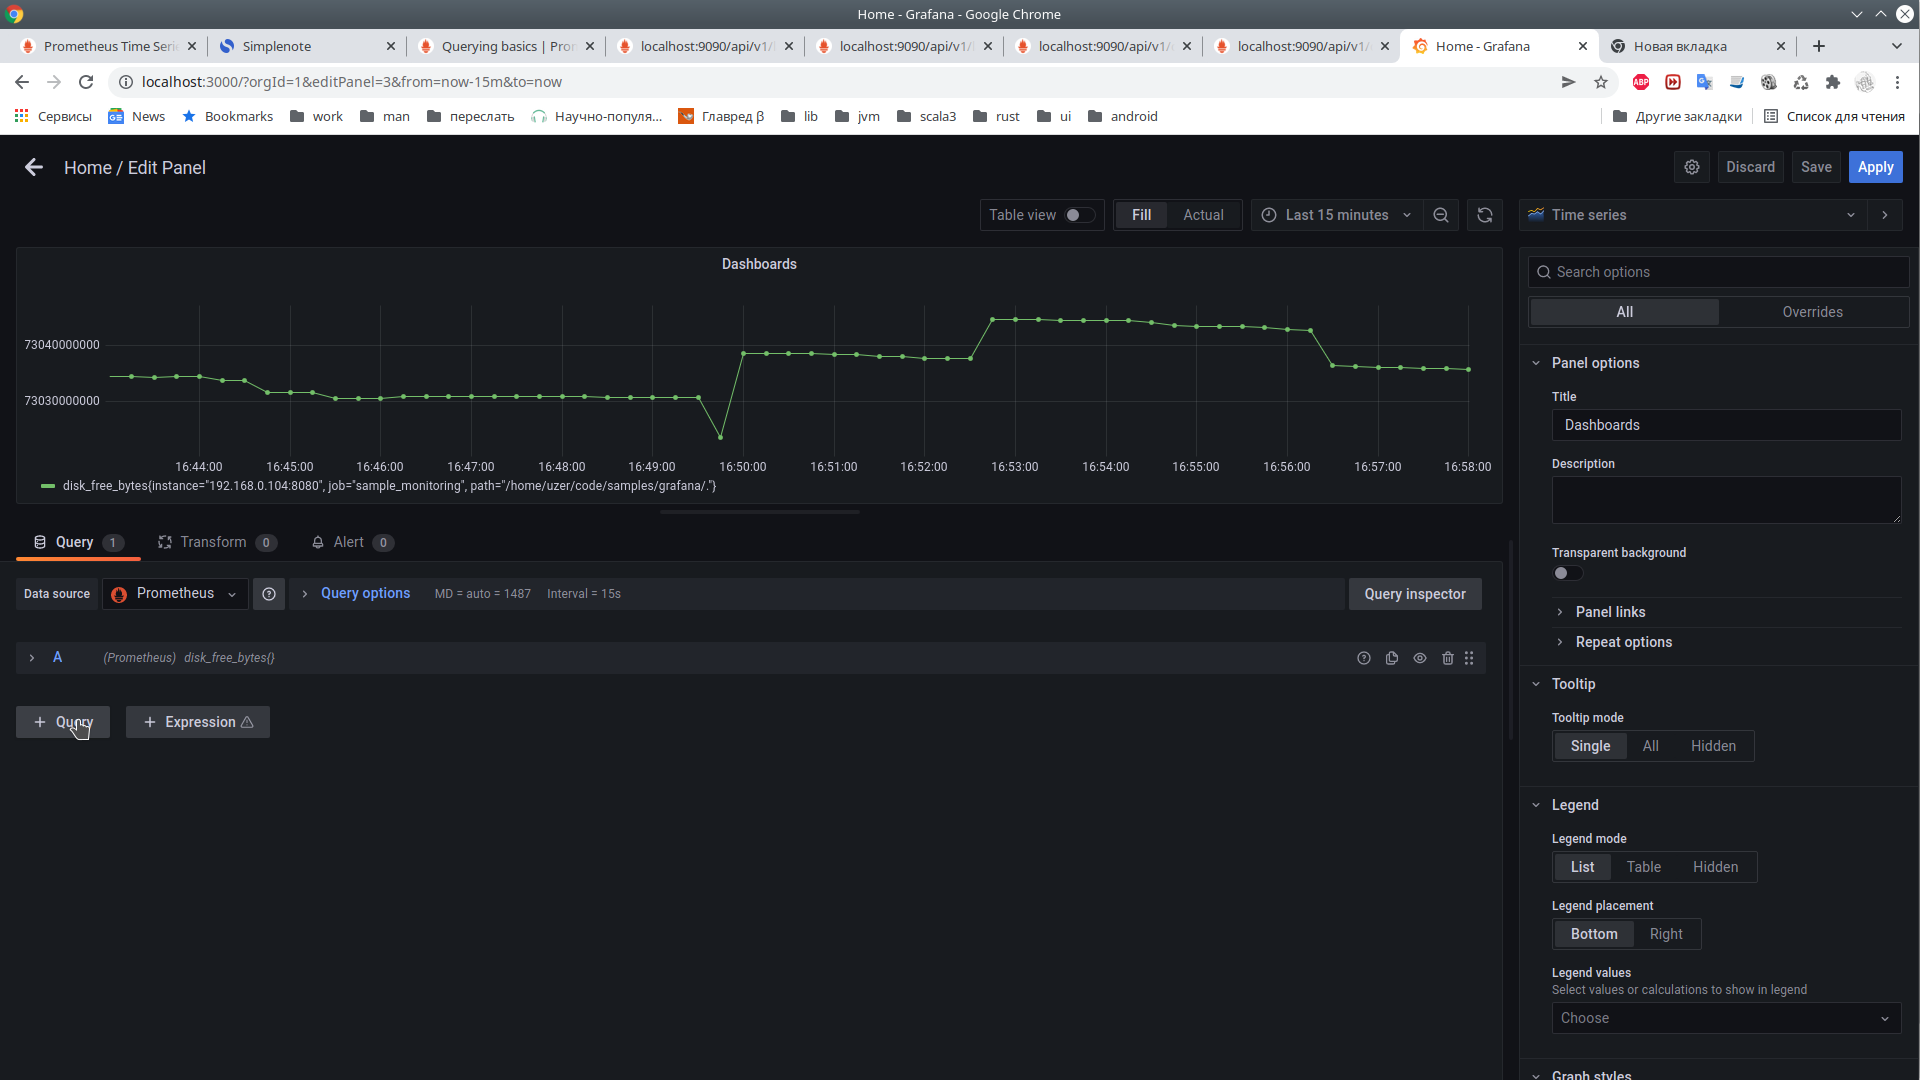 Home - Grafana - Google Chrome
Prometheus Time Seri
Simplenote
Querying basics | Pro
localhost:9090/api/v1/
localhost:9090/api/v1/
localhost:9090/api/v1/
localhost:9090/api/v1/
Home - Grafana
Новая вкладка
localhost:3000/?orgId=1&editPanel=3&from=now-15m&to=now
ABP
Сервисы
News
Bookmarks
work
man
переслать
Научно-популя...
Главред β
lib
jvm
scala3
rust
ui
android
Другие закладки
Список для чтения
Home / Edit Panel
Discard
Save
Apply
Table view
Fill
Actual
Last 15 minutes
Time series
Dashboards
73040000000
73030000000
16:44:00 16:45:00 16:46:00 16:47:00 16:48:00 16:49:00 16:50:00 16:51:00 16:52:00 16:53:00 16:54:00 16:55:00 16:56:00 16:57:00 16:58:00
disk_free_bytes{instance="192.168.0.104:8080", job="sample_monitoring", path="/home/uzer/code/samples/grafana/."}
Query 1
Transform 0
Alert 0
Data source
Prometheus
Query options
MD = auto = 1487
Interval = 15s
Query inspector
A
(Prometheus) disk_free_bytes{}
+ Query
+ Expression
Search options
All
Overrides
Panel options
Title
Dashboards
Description
Transparent background
Panel links
Repeat options
Tooltip
Tooltip mode
Single
All
Hidden
Legend
Legend mode
List
Table
Hidden
Legend placement
Bottom
Right
Legend values
Select values or calculations to show in legend
Choose
Graph styles